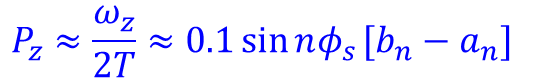 P_z ≈ ω_z / 2T ≈ 0.1 sin nϕ_s [b_n − a_n]